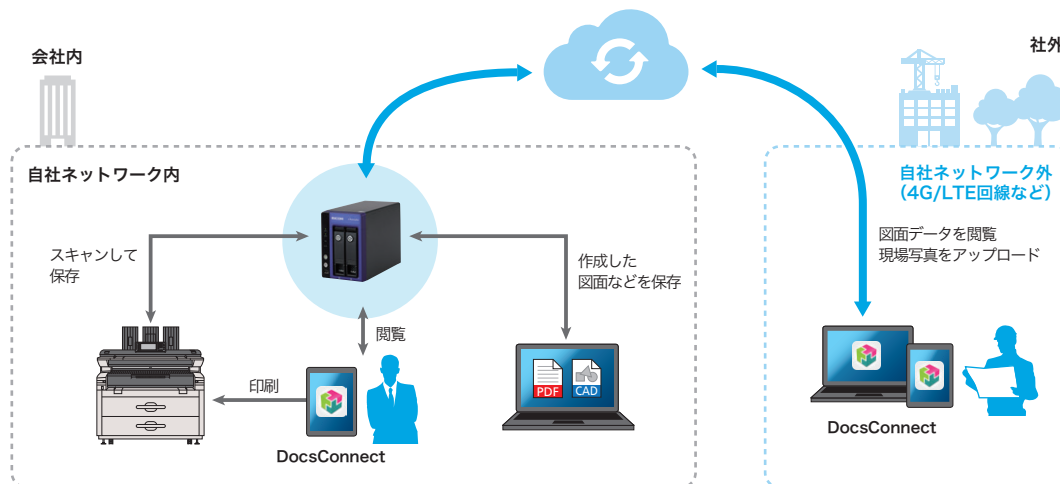 会社内
社外
自社ネットワーク内
自社ネットワーク外
（4G/LTE回線など）
スキャンして
保存
作成した
図面などを保存
図面データを閲覧
現場写真をアップロード
閲覧
印刷
PDF
CAD
DocsConnect
DocsConnect